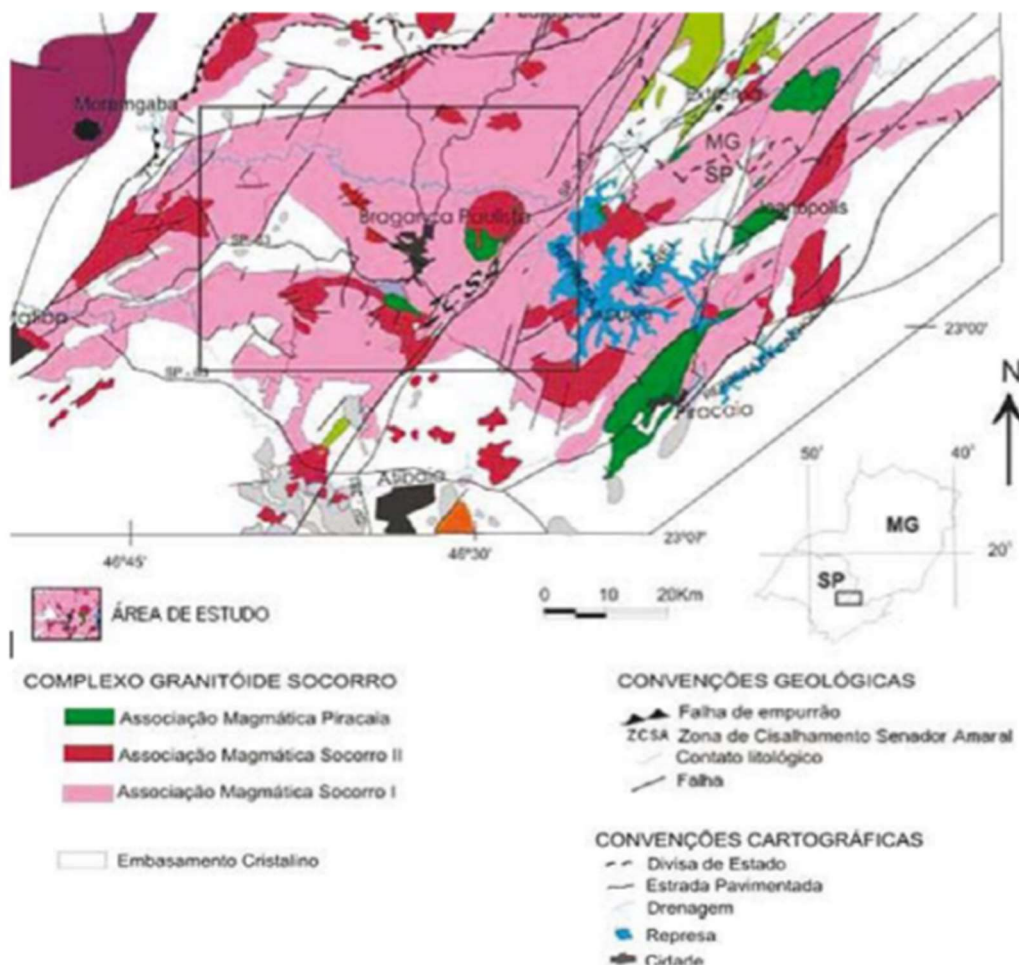 Bragança Paulista
MG
SP
Piracaia
Atibaia
SP - 63
23°00'
N
46°45'
46°30'
23°07'
50°
40°
MG
20°
SP
0 10 20Km
ÁREA DE ESTUDO
COMPLEXO GRANITÓIDE SOCORRO
Associação Magmática Piracaia
Associação Magmática Socorro II
Associação Magmática Socorro I
Embasamento Cristalino
CONVENÇÕES GEOLÓGICAS
Falha de empurrão
ZCSA Zona de Cisalhamento Senador Amaral
Contato litológico
Falha
CONVENÇÕES CARTOGRÁFICAS
Divisa de Estado
Estrada Pavimentada
Drenagem
Represa
Cidade